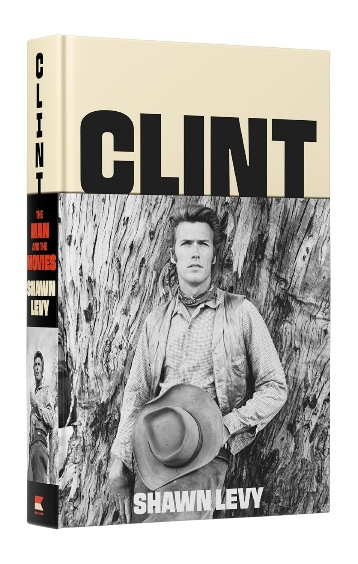 CLINT
SHAWN LEVY
CLINT
THE
MAN
AND THE
MOVIES
SHAWN
LEVY